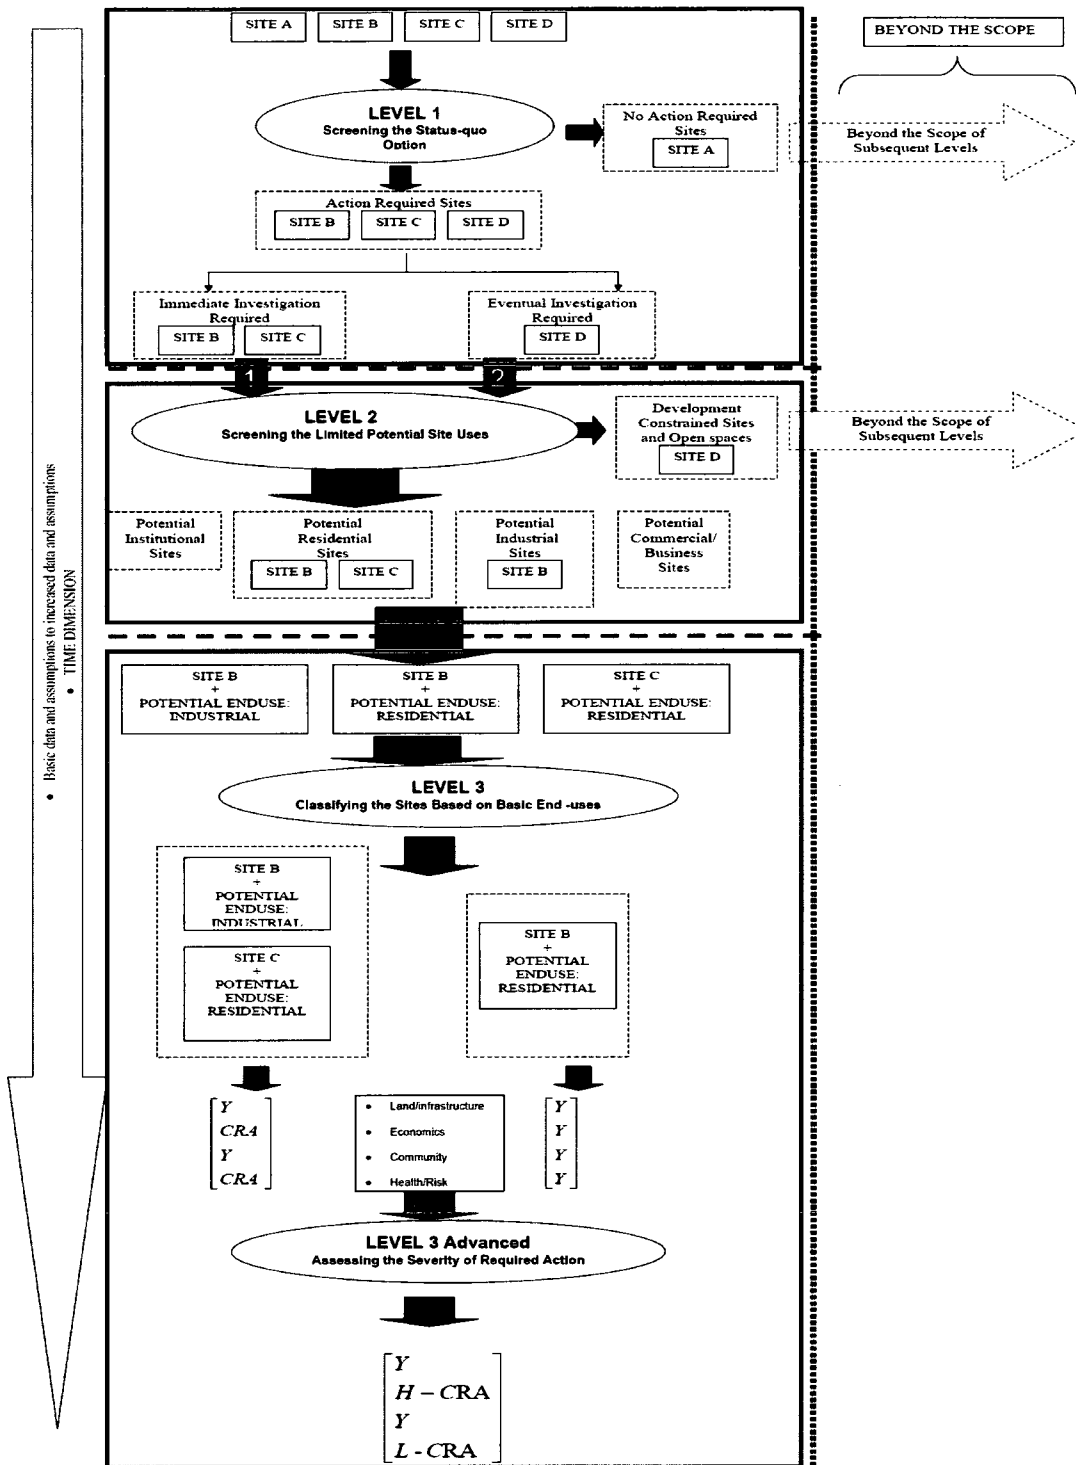 SITE A
SITE B
SITE C
SITE D
BEYOND THE SCOPE
LEVEL 1
Screening the Status-quo
Option
No Action Required
Sites
SITE A
Beyond the Scope of
Subsequent Levels
Action Required Sites
SITE B
SITE C
SITE D
Immediate Investigation
Required
SITE B
SITE C
Eventual Investigation
Required
SITE D
1
2
LEVEL 2
Screening the Limited Potential Site Uses
Development
Constrained Sites
and Open spaces
SITE D
Beyond the Scope of
Subsequent Levels
Potential
Institutional
Sites
Potential
Residential
Sites
SITE B
SITE C
Potential
Industrial
Sites
SITE B
Potential
Commercial/
Business
Sites
• Basic data and assumptions to increased data and assumptions
• TIME DIMENSION
SITE B
+
POTENTIAL ENDUSE:
INDUSTRIAL
SITE B
+
POTENTIAL ENDUSE:
RESIDENTIAL
SITE C
+
POTENTIAL ENDUSE:
RESIDENTIAL
LEVEL 3
Classifying the Sites Based on Basic End -uses
SITE B
+
POTENTIAL
ENDUSE:
INDUSTRIAL
SITE C
+
POTENTIAL
ENDUSE:
RESIDENTIAL
SITE B
+
POTENTIAL
ENDUSE:
RESIDENTIAL
Y
CRA
Y
CRA
• Land/infrastructure
• Economics
• Community
• Health/Risk
Y
Y
Y
Y
LEVEL 3 Advanced
Assessing the Severity of Required Action
Y
H – CRA
Y
L - CRA